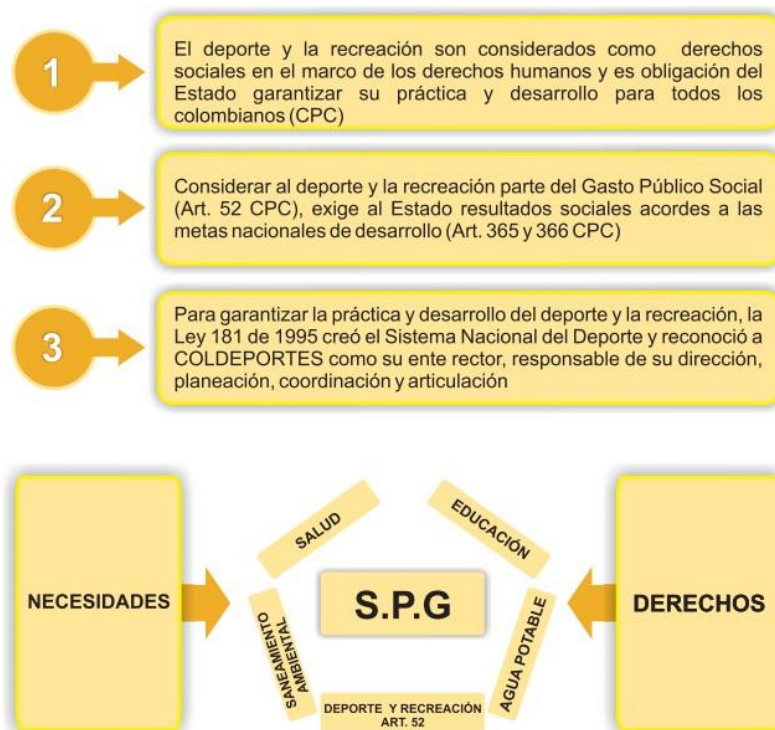 1
El deporte y la recreación son considerados como derechos
sociales en el marco de los derechos humanos y es obligación del
Estado garantizar su práctica y desarrollo para todos los
colombianos (CPC)
2
Considerar al deporte y la recreación parte del Gasto Público Social
(Art. 52 CPC), exige al Estado resultados sociales acordes a las
metas nacionales de desarrollo (Art. 365 y 366 CPC)
3
Para garantizar la práctica y desarrollo del deporte y la recreación, la
Ley 181 de 1995 creó el Sistema Nacional del Deporte y reconoció a
COLDEPORTES como su ente rector, responsable de su dirección,
planeación, coordinación y articulación
NECESIDADES
SALUD
EDUCACIÓN
S.P.G
SANEAMIENTO
AMBIENTAL
AGUA POTABLE
DEPORTE Y RECREACIÓN
ART. 52
DERECHOS